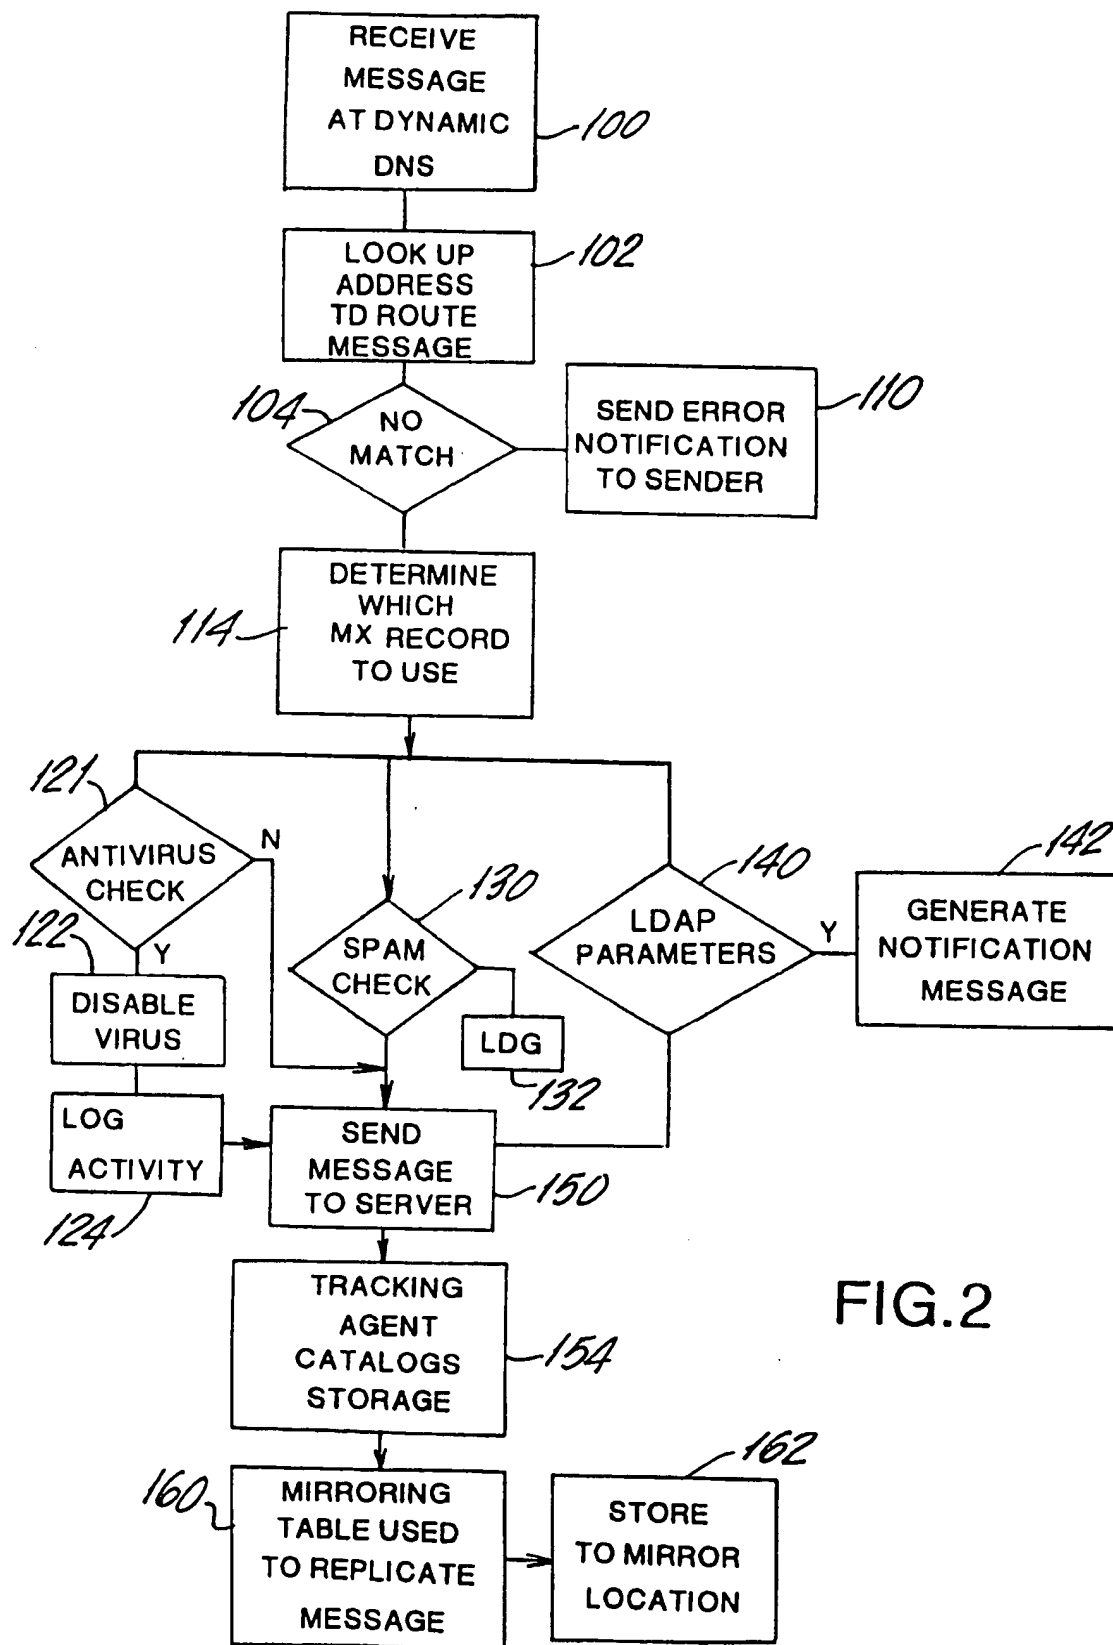 RECEIVE
MESSAGE
AT DYNAMIC
DNS
100
LOOK UP
ADDRESS
TD ROUTE
MESSAGE
102
104
NO
MATCH
SEND ERROR
NOTIFICATION
TO SENDER
110
DETERMINE
WHICH
MX RECORD
TO USE
114
121
ANTIVIRUS
CHECK
N
Y
122
DISABLE
VIRUS
LOG
ACTIVITY
124
130
SPAM
CHECK
LDG
132
140
LDAP
PARAMETERS
Y
142
GENERATE
NOTIFICATION
MESSAGE
SEND
MESSAGE
TO SERVER
150
TRACKING
AGENT
CATALOGS
STORAGE
154
FIG.2
160
MIRRORING
TABLE USED
TO REPLICATE
MESSAGE
162
STORE
TO MIRROR
LOCATION